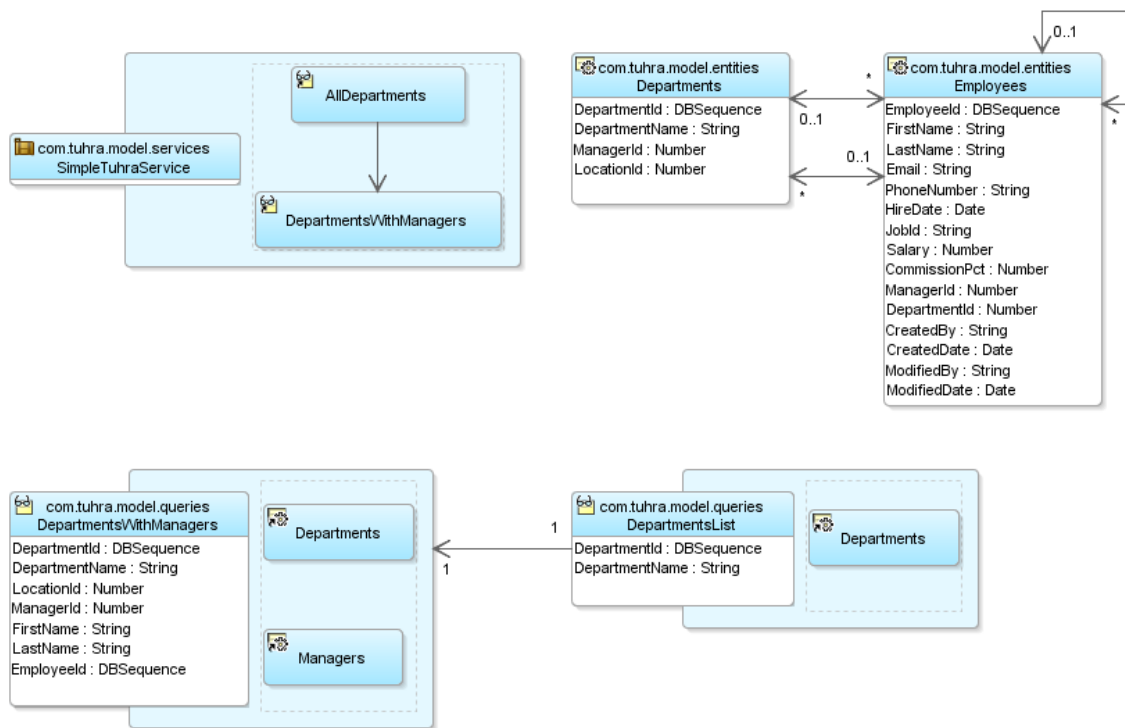 AllDepartments
com.tuhra.model.services
SimpleTuhraService
DepartmentsWithManagers
com.tuhra.model.entities
Departments
DepartmentId : DBSequence
DepartmentName : String
ManagerId : Number
LocationId : Number
*
0..1
0..1
*
0..1
*
com.tuhra.model.entities
Employees
EmployeeId : DBSequence
FirstName : String
LastName : String
Email : String
PhoneNumber : String
HireDate : Date
JobId : String
Salary : Number
CommissionPct : Number
ManagerId : Number
DepartmentId : Number
CreatedBy : String
CreatedDate : Date
ModifiedBy : String
ModifiedDate : Date
com.tuhra.model.queries
DepartmentsWithManagers
DepartmentId : DBSequence
DepartmentName : String
LocationId : Number
ManagerId : Number
FirstName : String
LastName : String
EmployeeId : DBSequence
Departments
Managers
1
1
com.tuhra.model.queries
DepartmentsList
DepartmentId : DBSequence
DepartmentName : String
Departments